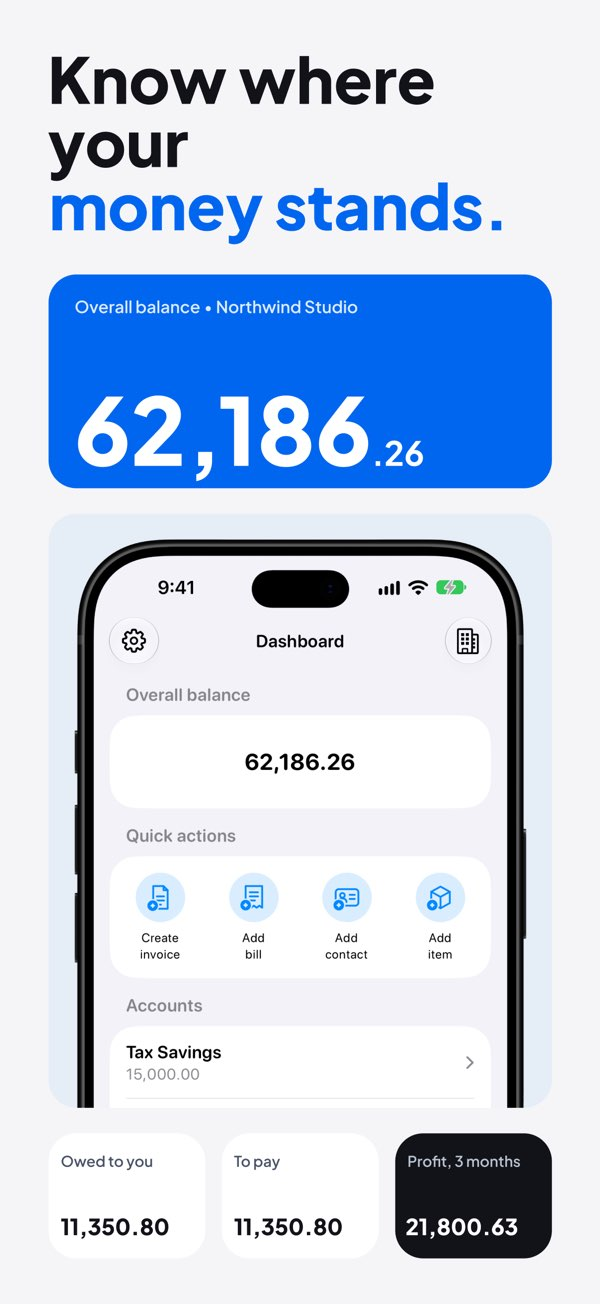 Know where
your
money stands.
Overall balance • Northwind Studio
62,186.26
9:41
Dashboard
Overall balance
62,186.26
Quick actions
Create
invoice
Add
bill
Add
contact
Add
item
Accounts
Tax Savings
15,000.00
Owed to you
11,350.80
To pay
11,350.80
Profit, 3 months
21,800.63